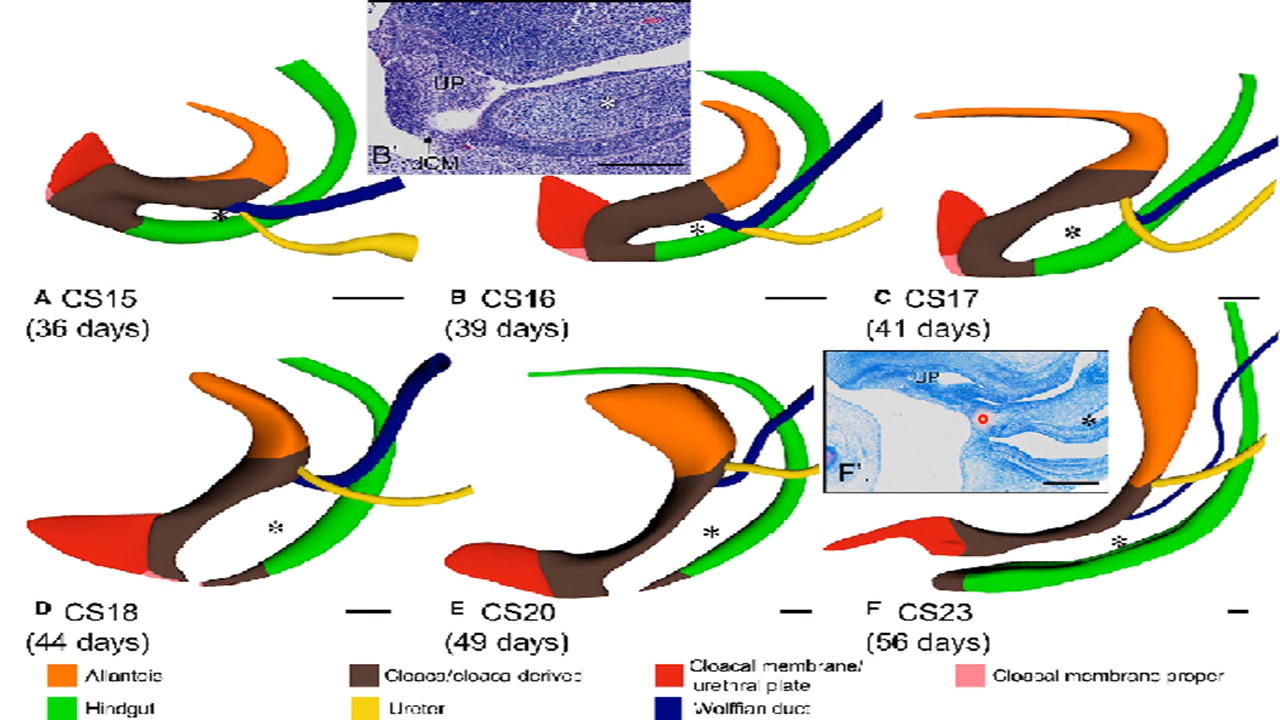 UP
*
B' dCM
*
*
*
A CS15
(36 days)
B CS16
(39 days)
C CS17
(41 days)
UP
*
F'
*
*
*
D CS18
(44 days)
E CS20
(49 days)
F CS23
(56 days)
Allantois
Cloaca/cloaca-derived
Cloacal membrane/
urethral plate
Cloacal membrane proper
Hindgut
Ureter
Wolffian duct